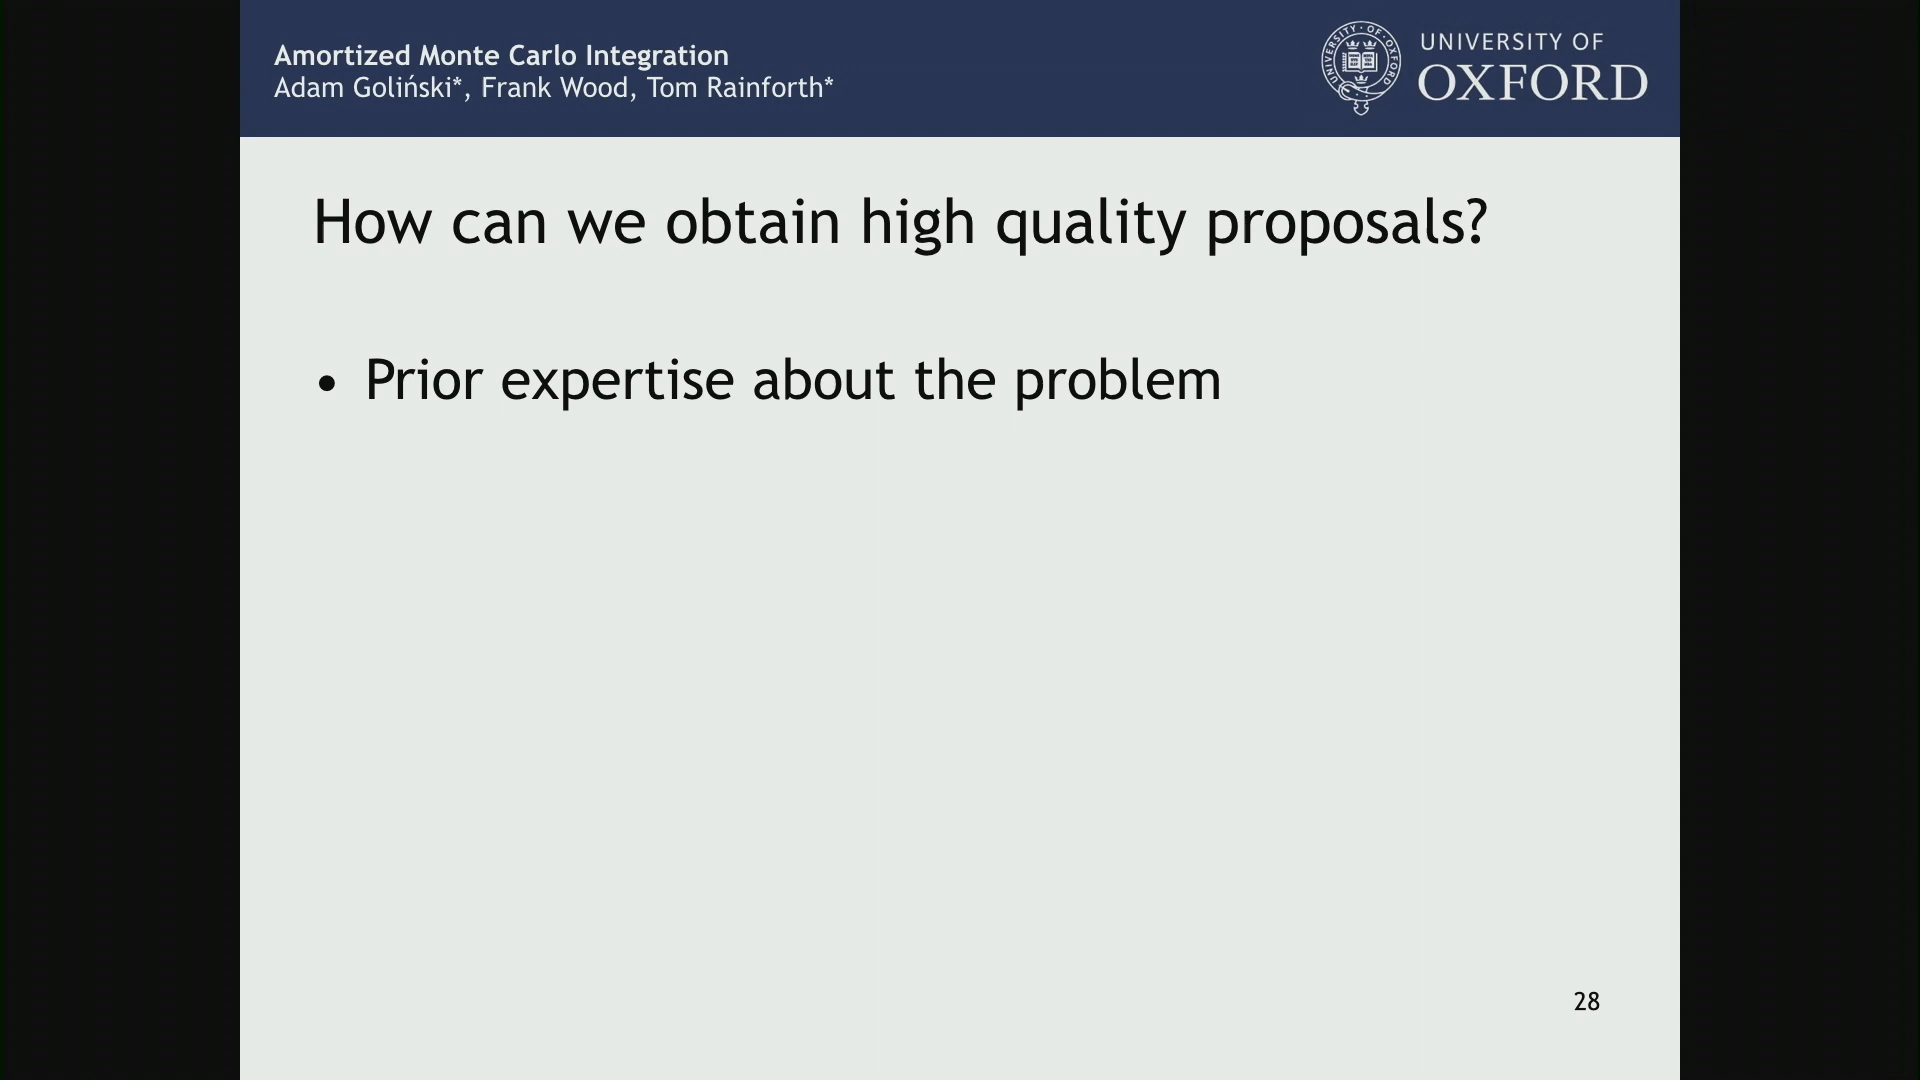 Amortized Monte Carlo Integration
Adam Goliński*, Frank Wood, Tom Rainforth*
UNIVERSITY OF
OXFORD
How can we obtain high quality proposals?
• Prior expertise about the problem
28